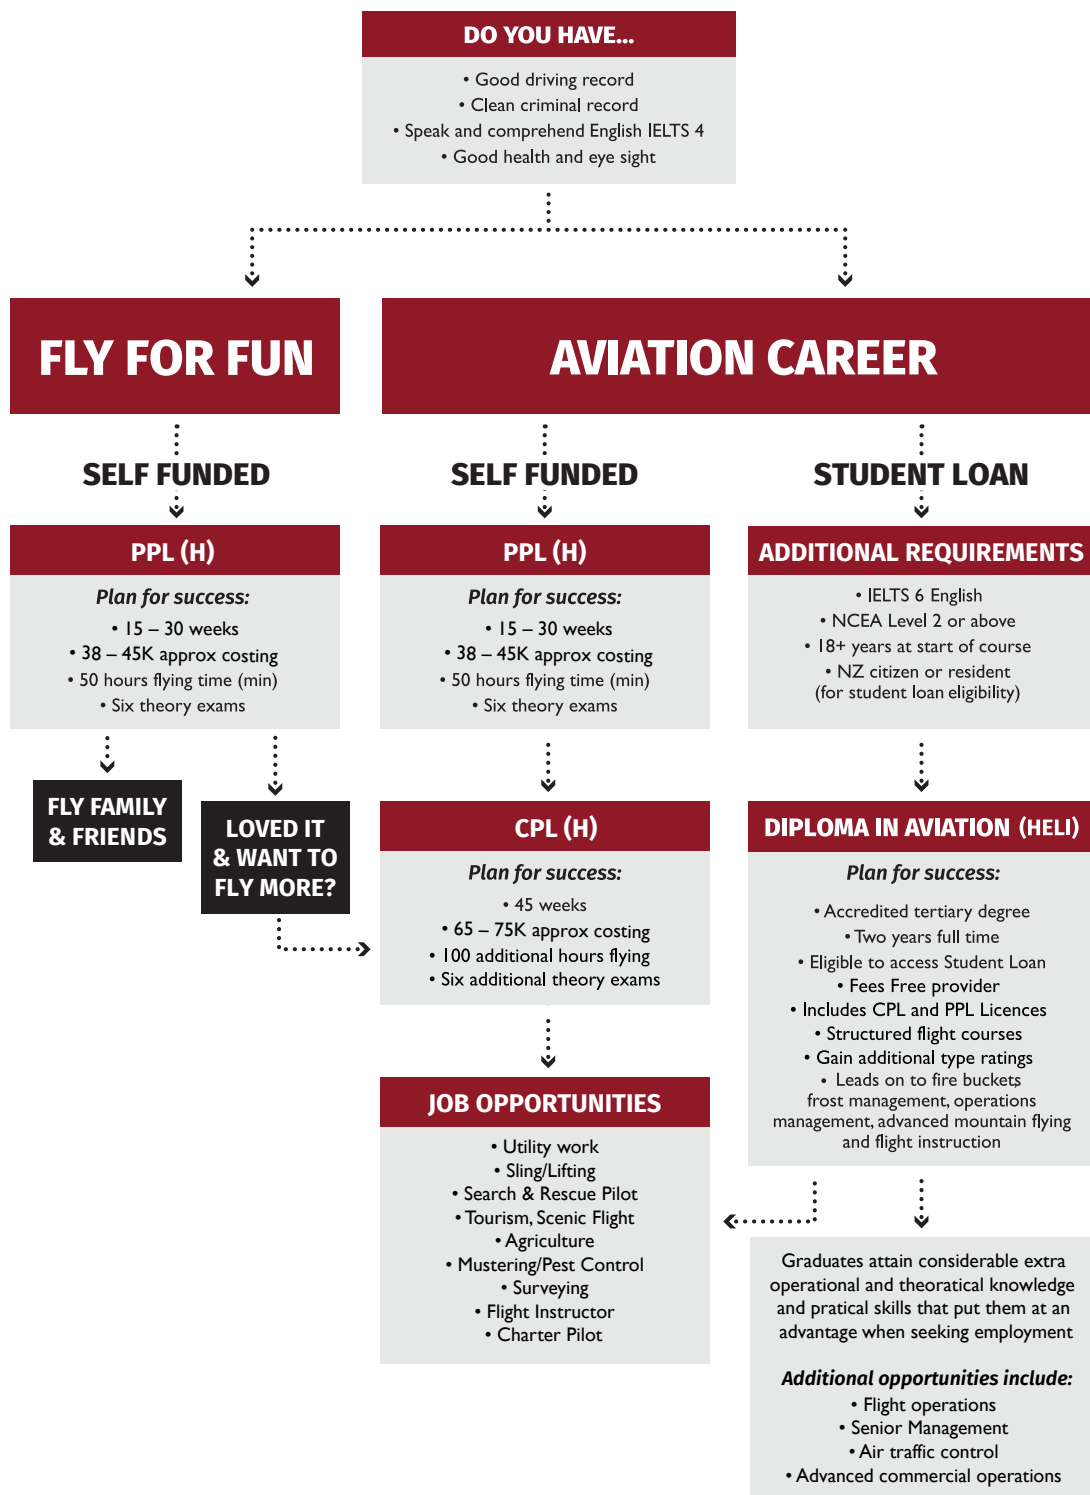 DO YOU HAVE...
• Good driving record
• Clean criminal record
• Speak and comprehend English IELTS 4
• Good health and eye sight
FLY FOR FUN
AVIATION CAREER
SELF FUNDED
PPL (H)
Plan for success:
• 15 – 30 weeks
• 38 – 45K approx costing
• 50 hours flying time (min)
• Six theory exams
FLY FAMILY
& FRIENDS
LOVED IT
& WANT TO
FLY MORE?
SELF FUNDED
PPL (H)
Plan for success:
• 15 – 30 weeks
• 38 – 45K approx costing
• 50 hours flying time (min)
• Six theory exams
CPL (H)
Plan for success:
• 45 weeks
• 65 – 75K approx costing
• 100 additional hours flying
• Six additional theory exams
JOB OPPORTUNITIES
• Utility work
• Sling/Lifting
• Search & Rescue Pilot
• Tourism, Scenic Flight
• Agriculture
• Mustering/Pest Control
• Surveying
• Flight Instructor
• Charter Pilot
STUDENT LOAN
ADDITIONAL REQUIREMENTS
• IELTS 6 English
• NCEA Level 2 or above
• 18+ years at start of course
• NZ citizen or resident
(for student loan eligibility)
DIPLOMA IN AVIATION (HELI)
Plan for success:
• Accredited tertiary degree
• Two years full time
• Eligible to access Student Loan
• Fees Free provider
• Includes CPL and PPL Licences
• Structured flight courses
• Gain additional type ratings
• Leads on to fire buckets,
frost management, operations
management, advanced mountain flying
and flight instruction
Graduates attain considerable extra
operational and theoratical knowledge
and pratical skills that put them at an
advantage when seeking employment
Additional opportunities include:
• Flight operations
• Senior Management
• Air traffic control
• Advanced commercial operations